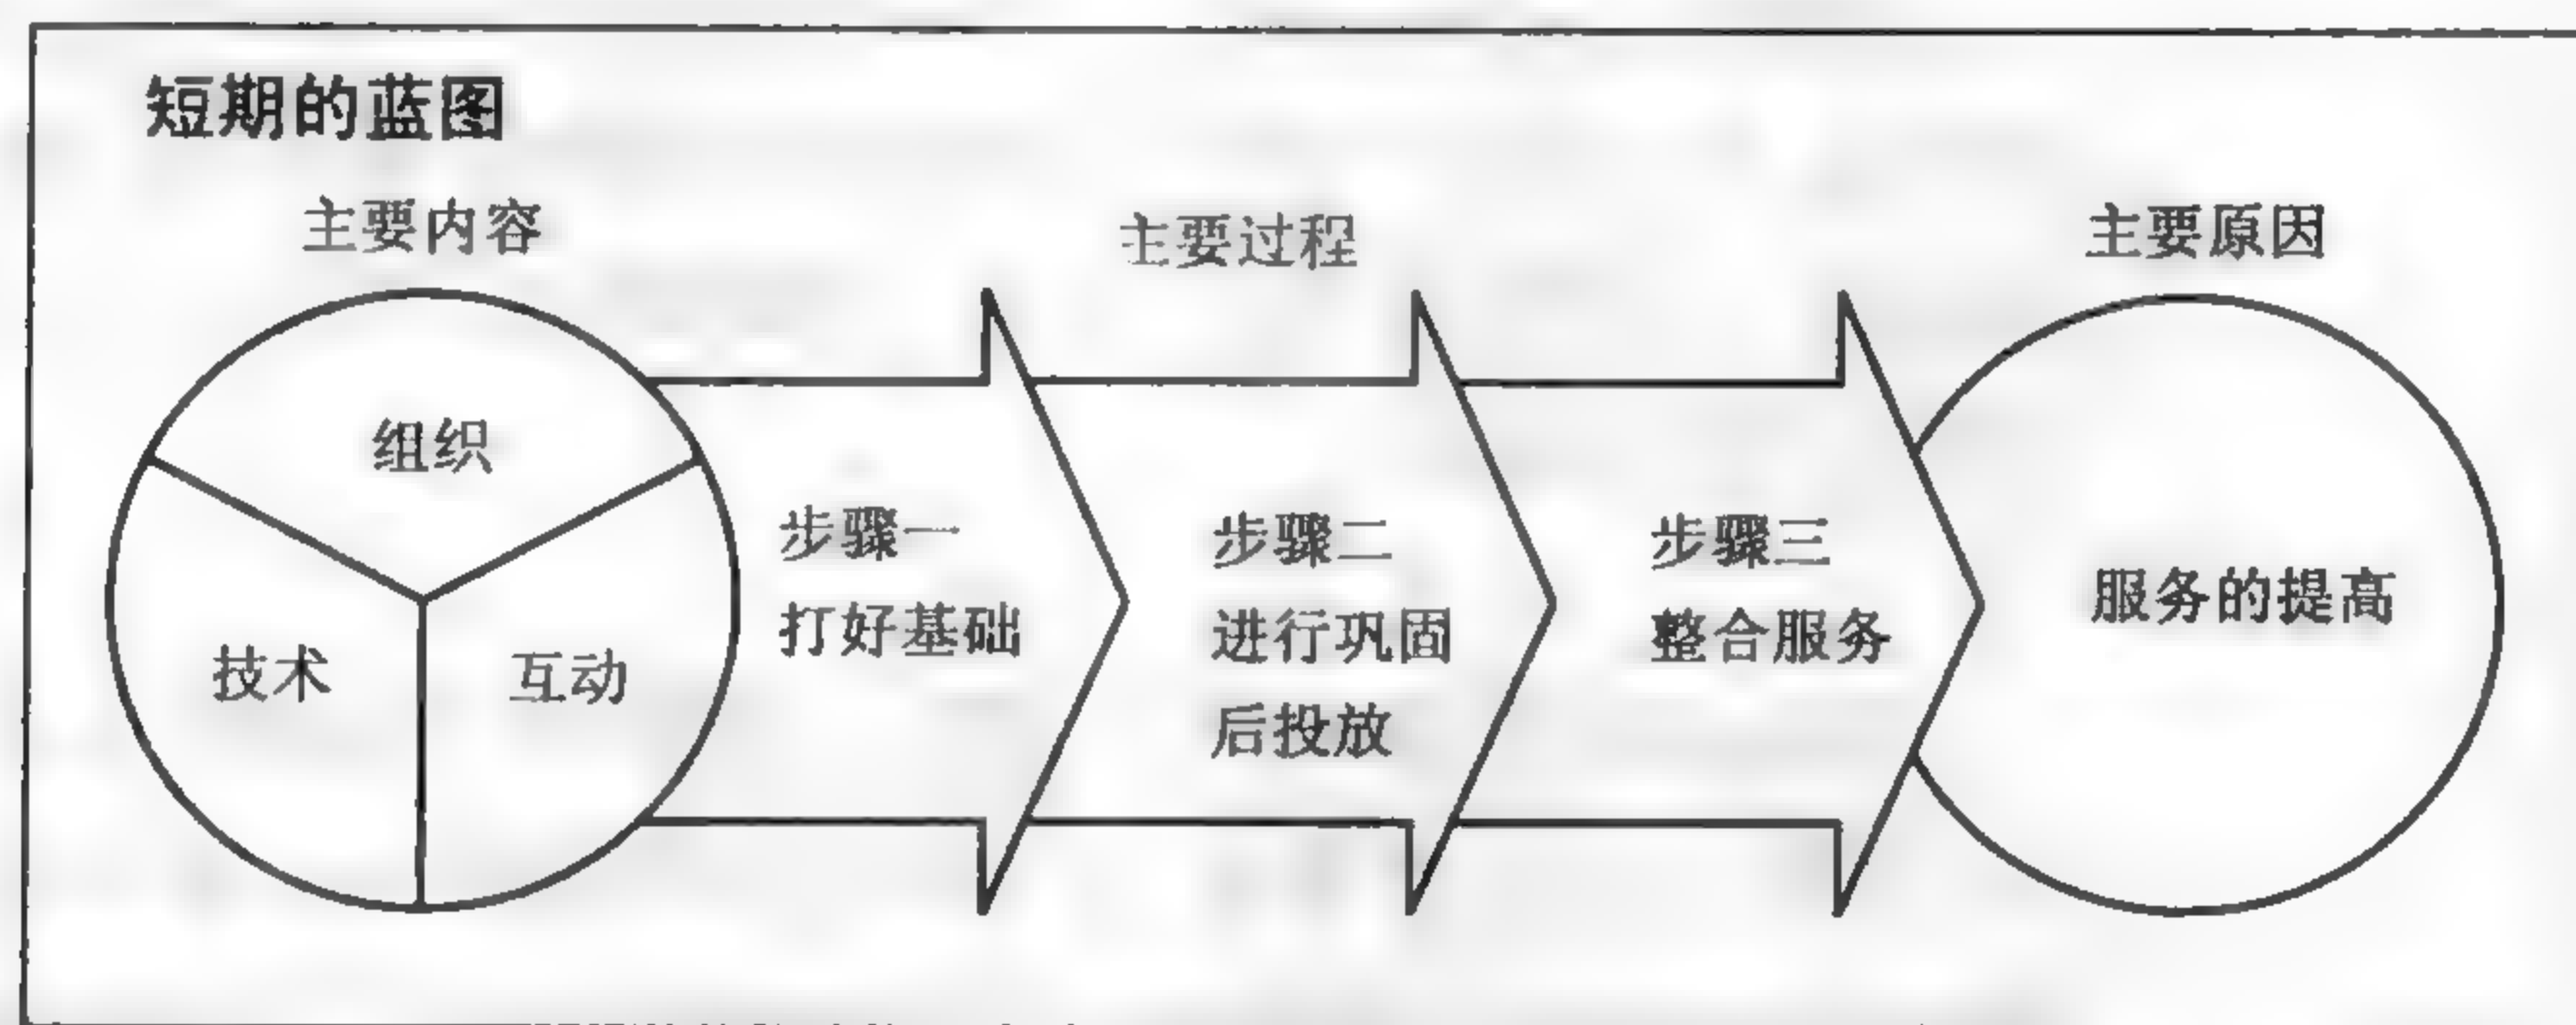 短期的蓝图
主要内容
主要过程
主要原因
组织
技术
互动
步骤一
打好基础
步骤二
进行巩固
后投放
步骤三
整合服务
服务的提高